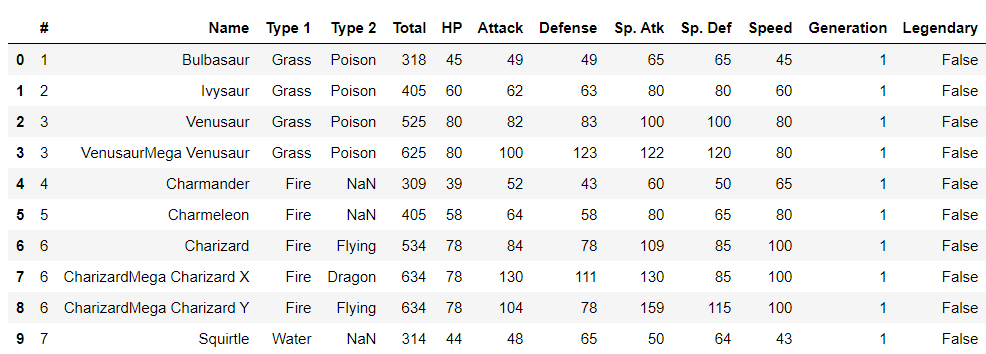 # Name Type 1 Type 2 Total HP Attack Defense Sp. Atk Sp. Def Speed Generation Legendary
0 1 Bulbasaur Grass Poison 318 45 49 49 65 65 45 1 False
1 2 Ivysaur Grass Poison 405 60 62 63 80 80 60 1 False
2 3 Venusaur Grass Poison 525 80 82 83 100 100 80 1 False
3 3 VenusaurMega Venusaur Grass Poison 625 80 100 123 122 120 80 1 False
4 4 Charmander Fire NaN 309 39 52 43 60 50 65 1 False
5 5 Charmeleon Fire NaN 405 58 64 58 80 65 80 1 False
6 6 Charizard Fire Flying 534 78 84 78 109 85 100 1 False
7 6 CharizardMega Charizard X Fire Dragon 634 78 130 111 130 85 100 1 False
8 6 CharizardMega Charizard Y Fire Flying 634 78 104 78 159 115 100 1 False
9 7 Squirtle Water NaN 314 44 48 65 50 64 43 1 False